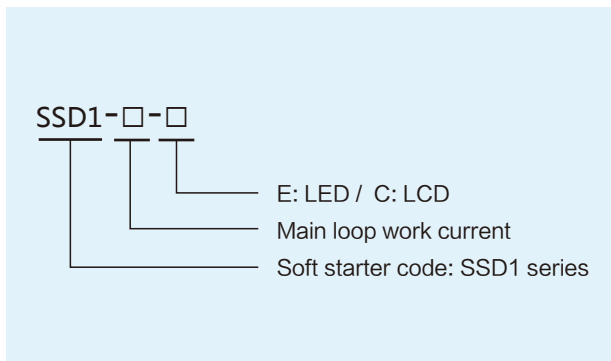 SSD1-□-□
E: LED / C: LCD
Main loop work current
Soft starter code: SSD1 series